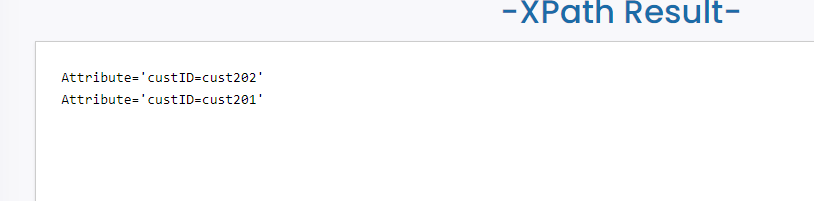 -XPath Result-
Attribute='custID=cust202'
Attribute='custID=cust201'